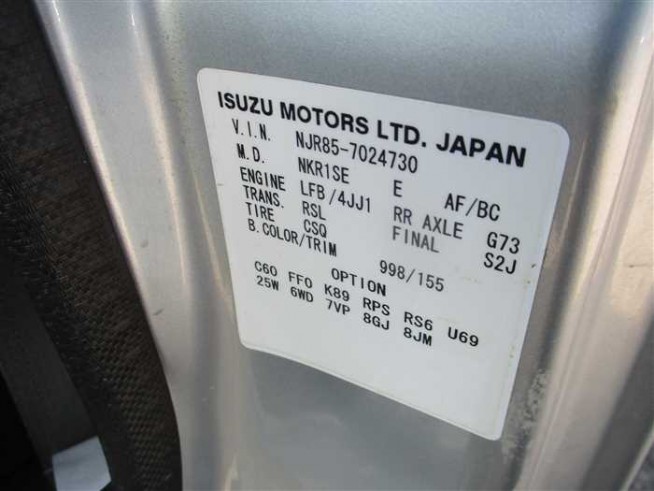 ISUZU MOTORS LTD. JAPAN
V.I.N. NJR85-7024730
M.D. NKR1SE E AF/BC
ENGINE LFB/4JJ1 RR AXLE G73
TRANS. RSL FINAL S2J
TIRE CSQ
B.COLOR/TRIM 998/155
OPTION
C60 FFO K89 RPS RS6 U69
25W 6WD 7VP 8GJ 8JM